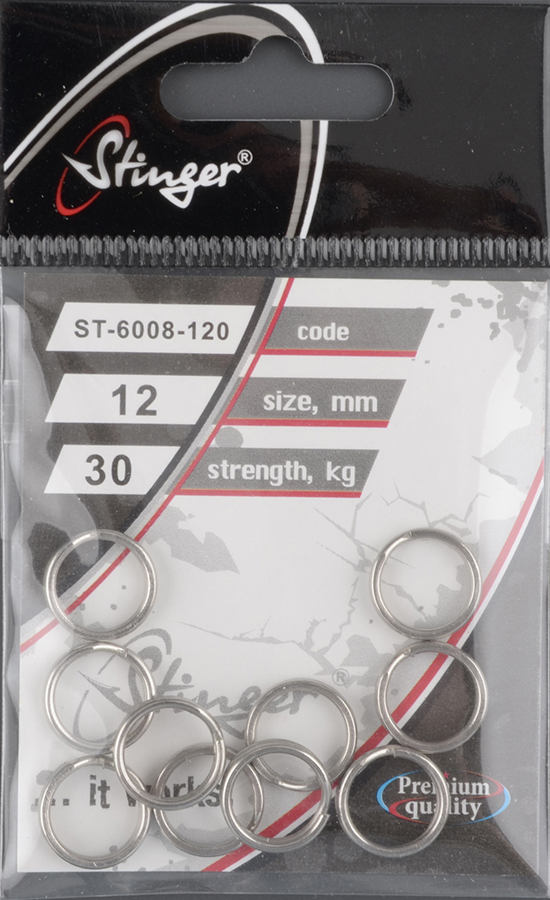 Stinger®
ST-6008-120 code
12 size, mm
30 strength, kg
Stinger®
... it works.
Premium
quality